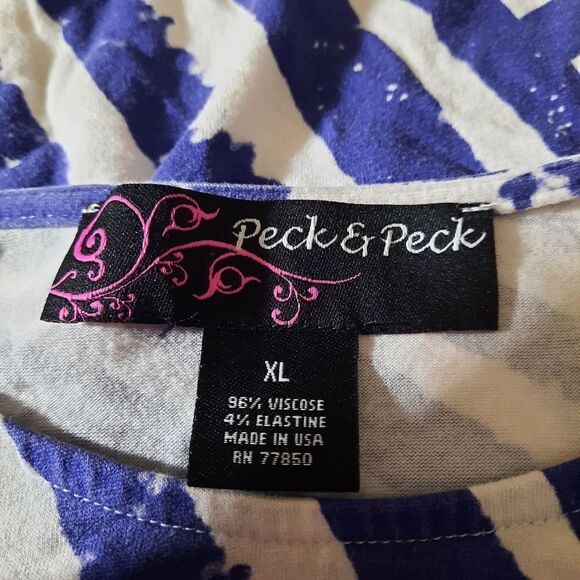 Peck & Peck
XL
96% VISCOSE
4% ELASTINE
MADE IN USA
RN 77850